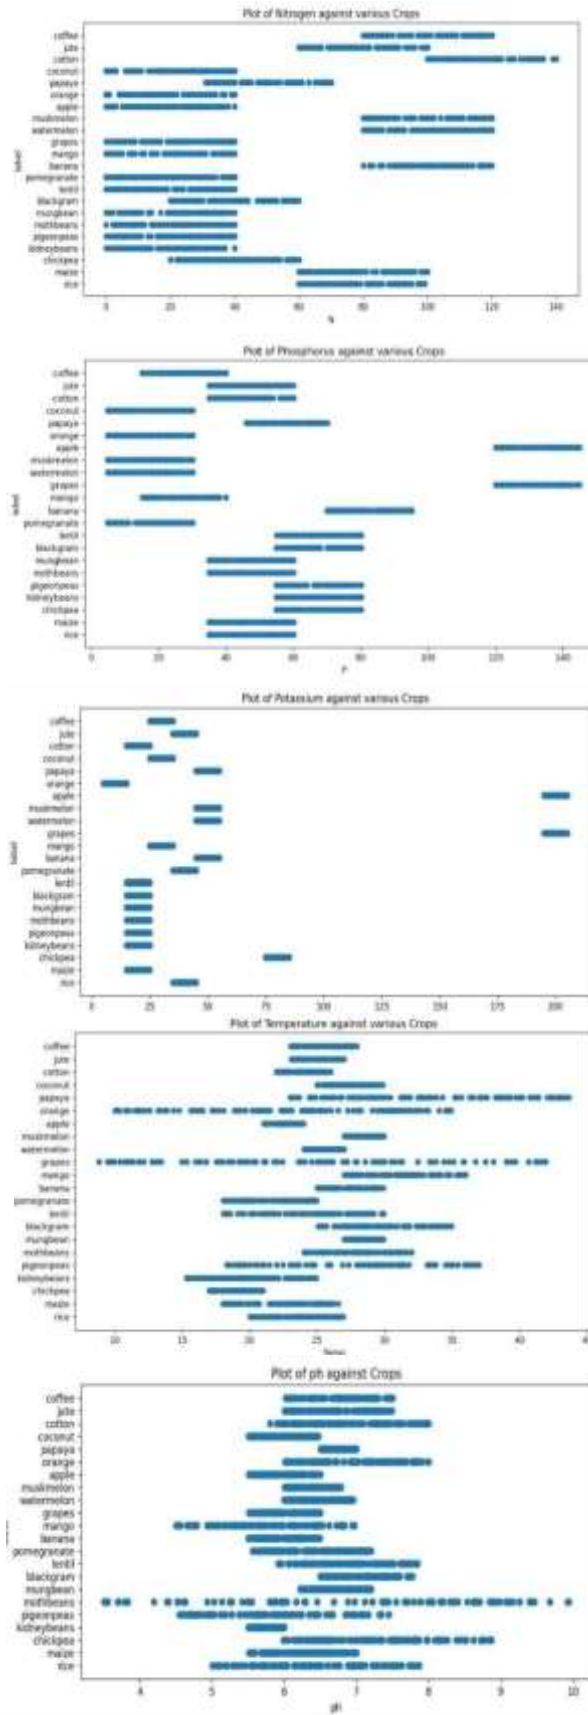 Plot of Nitrogen against various Crops
coffee
jute
cotton
coconut
papaya
orange
apple
muskmelon
watermelon
grapes
mango
banana
pomegranate
lentil
blackgram
mungbean
mothbeans
pigeonpeas
kidneybeans
chickpea
maize
rice
label
0 20 40 60 80 100 120 140
N
Plot of Phosphorus against various Crops
coffee
jute
cotton
coconut
papaya
orange
apple
muskmelon
watermelon
grapes
mango
banana
pomegranate
lentil
blackgram
mungbean
mothbeans
pigeonpeas
kidneybeans
chickpea
maize
rice
label
0 20 40 60 80 100 120 140
P
Plot of Potassium against various Crops
coffee
jute
cotton
coconut
papaya
orange
apple
muskmelon
watermelon
grapes
mango
banana
pomegranate
lentil
blackgram
mungbean
mothbeans
pigeonpeas
kidneybeans
chickpea
maize
rice
label
0 25 50 75 100 125 150 175 200
Plot of Temperature against various Crops
coffee
jute
cotton
coconut
papaya
orange
apple
muskmelon
watermelon
grapes
mango
banana
pomegranate
lentil
blackgram
mungbean
mothbeans
pigeonpeas
kidneybeans
chickpea
maize
rice
10 15 20 25 30 35 40 45
Temp
Plot of ph against Crops
coffee
jute
cotton
coconut
papaya
orange
apple
muskmelon
watermelon
grapes
mango
banana
pomegranate
lentil
blackgram
mungbean
mothbeans
pigeonpeas
kidneybeans
chickpea
maize
rice
4 5 6 7 8 9 10
ph